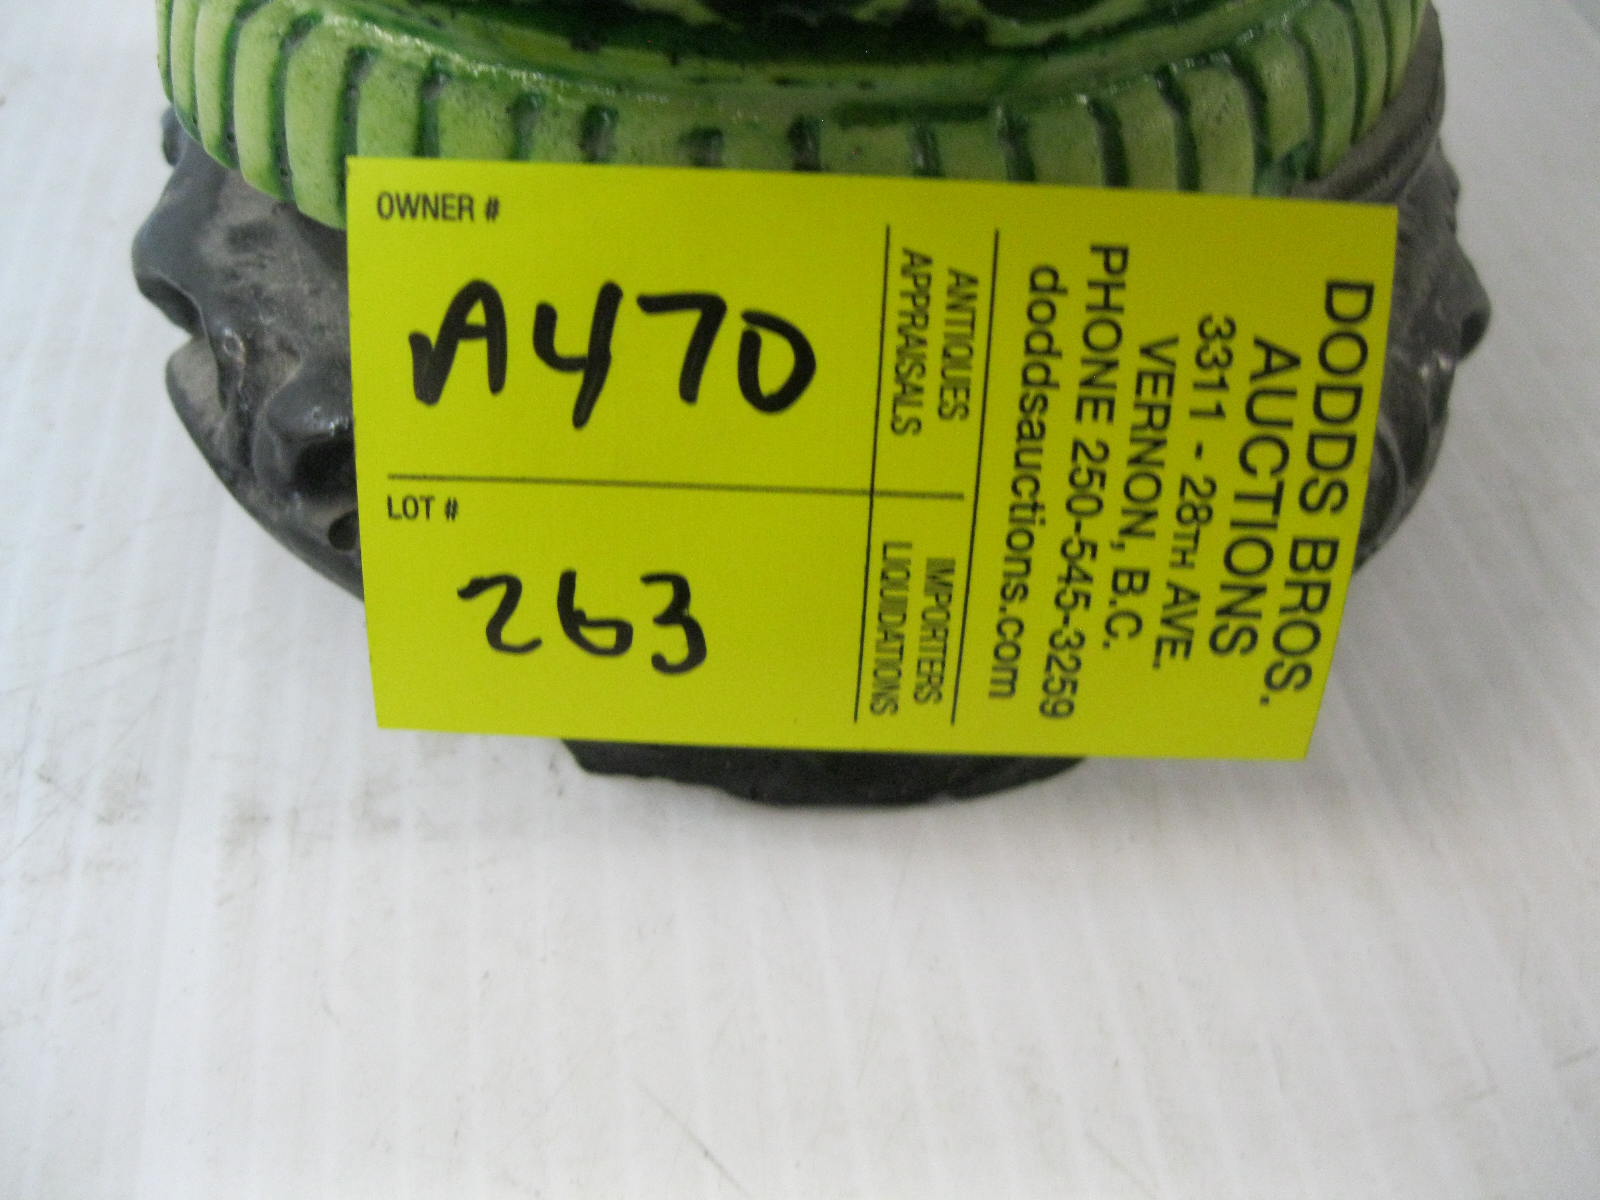 OWNER #
A470
LOT #
263
ANTIQUES
APPRAISALS
IMPORTERS
LIQUIDATIONS
DODDS BROS.
AUCTIONS
3311 - 28TH AVE.
VERNON, B.C.
PHONE 250-545-3259
doddsauctions.com